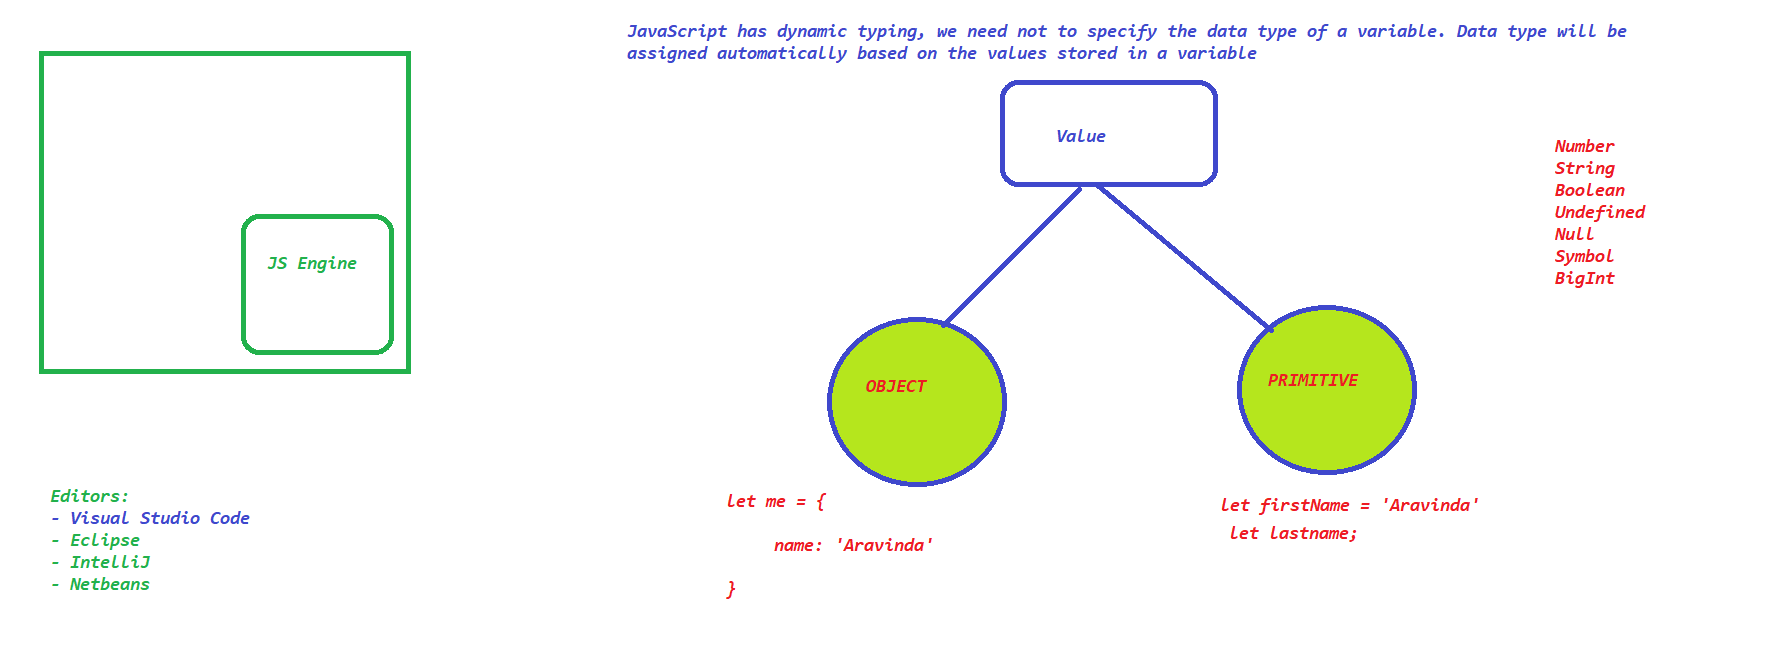 JavaScript has dynamic typing, we need not to specify the data type of a variable. Data type will be
assigned automatically based on the values stored in a variable
Value
Number
String
Boolean
Undefined
Null
Symbol
BigInt
JS Engine
OBJECT
PRIMITIVE
Editors:
- Visual Studio Code
- Eclipse
- IntelliJ
- Netbeans
let me = {
name: 'Aravinda'
}
let firstName = 'Aravinda'
let lastname;